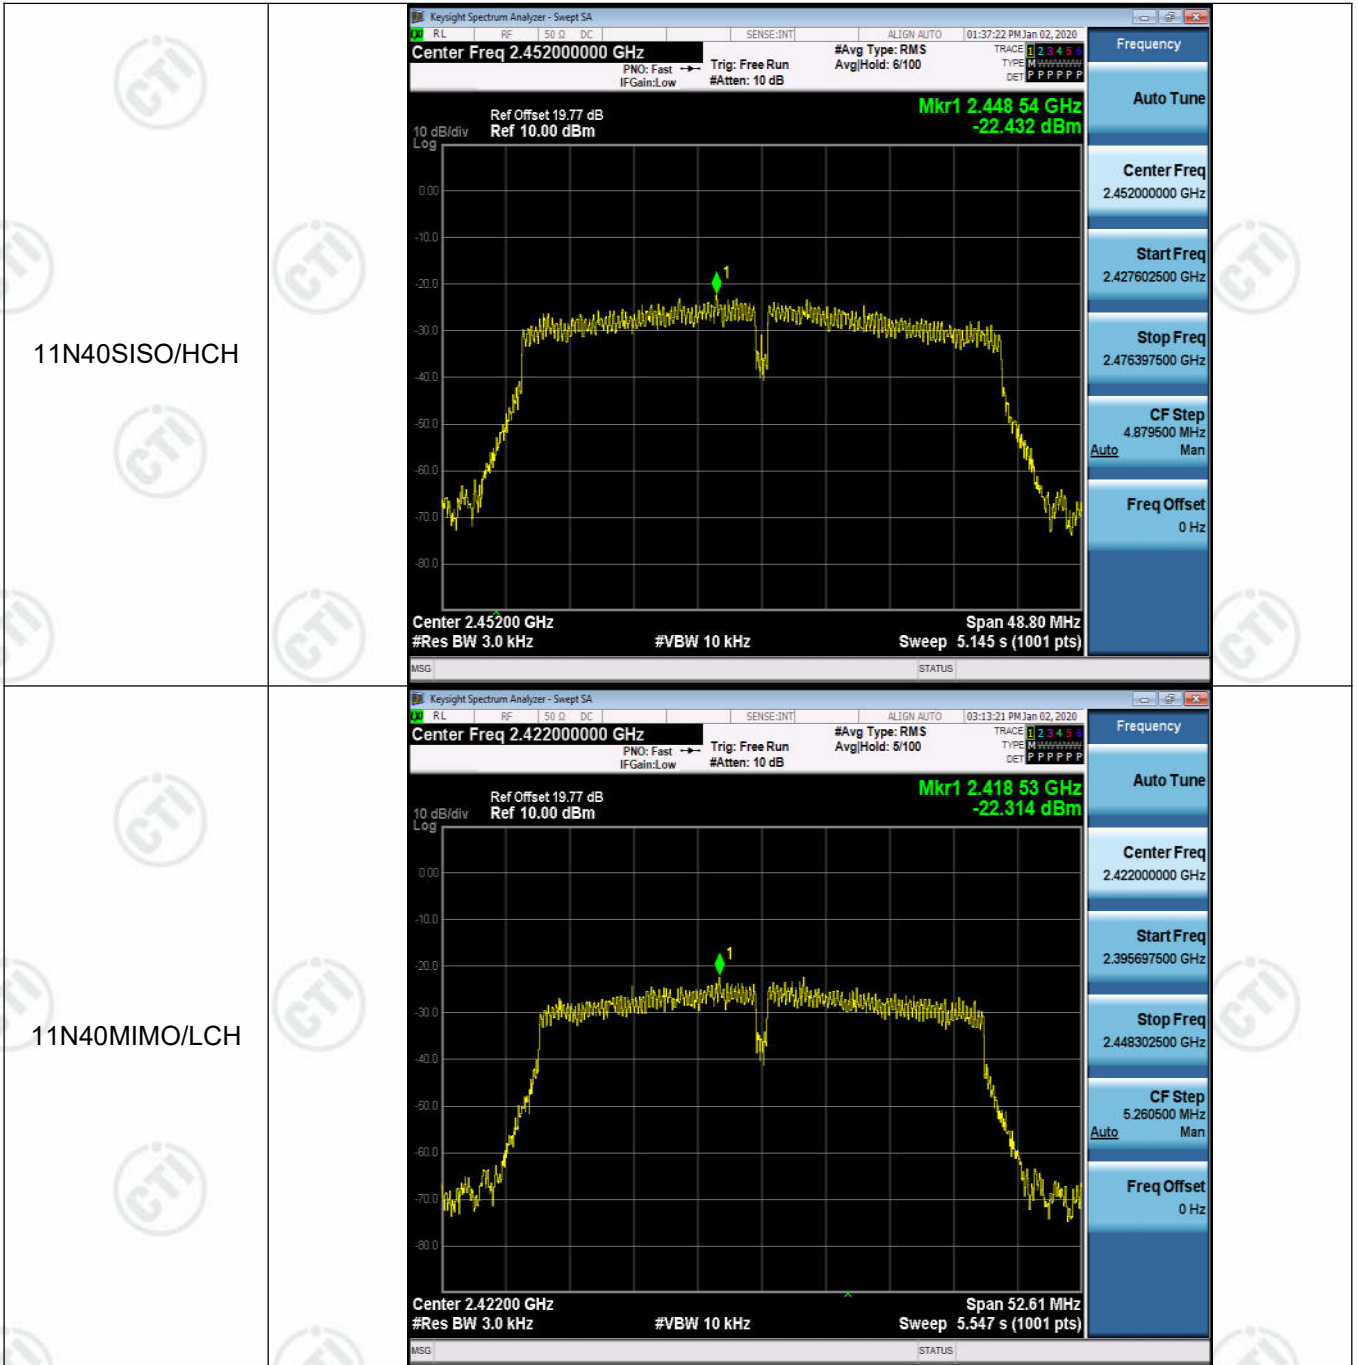 11N40SISO/HCH
Keysight Spectrum Analyzer - Swept SA
RL RF 50 Ω DC SENSE:INT ALIGN AUTO 01:37:22 PM Jan 02, 2020
Center Freq 2.452000000 GHz
PNO: Fast
IFGain:Low
Trig: Free Run
#Atten: 10 dB
#Avg Type: RMS
Avg|Hold: 6/100
TRACE 1 2 3 4 5 6
TYPE M WWWWW
DET P P P P P P
Mkr1 2.448 54 GHz
-22.432 dBm
Ref Offset 19.77 dB
10 dB/div Ref 10.00 dBm
Log
0.00
-10.0
-20.0
-30.0
-40.0
-50.0
-60.0
-70.0
-80.0
1
Center 2.45200 GHz Span 48.80 MHz
#Res BW 3.0 kHz #VBW 10 kHz Sweep 5.145 s (1001 pts)
MSG STATUS
Frequency
Auto Tune
Center Freq
2.452000000 GHz
Start Freq
2.427602500 GHz
Stop Freq
2.476397500 GHz
CF Step
4.879500 MHz
Auto Man
Freq Offset
0 Hz
11N40MIMO/LCH
Keysight Spectrum Analyzer - Swept SA
RL RF 50 Ω DC SENSE:INT ALIGN AUTO 03:13:21 PM Jan 02, 2020
Center Freq 2.422000000 GHz
PNO: Fast
IFGain:Low
Trig: Free Run
#Atten: 10 dB
#Avg Type: RMS
Avg|Hold: 5/100
TRACE 1 2 3 4 5 6
TYPE M WWWWW
DET P P P P P P
Mkr1 2.418 53 GHz
-22.314 dBm
Ref Offset 19.77 dB
10 dB/div Ref 10.00 dBm
Log
0.00
-10.0
-20.0
-30.0
-40.0
-50.0
-60.0
-70.0
-80.0
1
Center 2.42200 GHz Span 52.61 MHz
#Res BW 3.0 kHz #VBW 10 kHz Sweep 5.547 s (1001 pts)
MSG STATUS
Frequency
Auto Tune
Center Freq
2.422000000 GHz
Start Freq
2.395697500 GHz
Stop Freq
2.448302500 GHz
CF Step
5.260500 MHz
Auto Man
Freq Offset
0 Hz
CTI